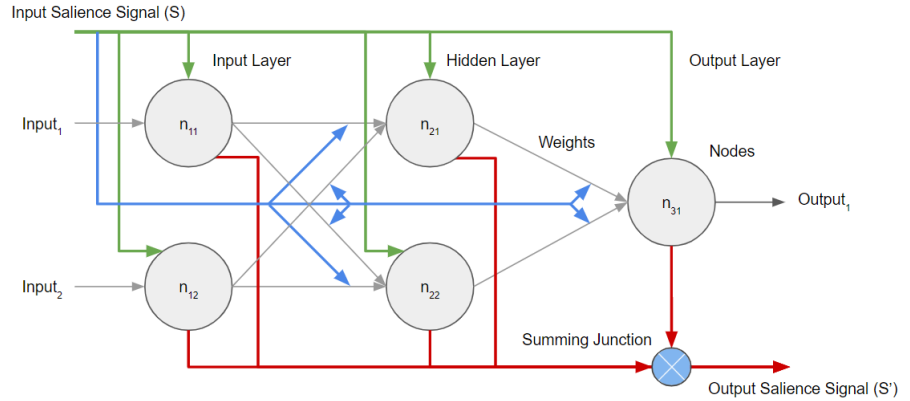 Input Salience Signal (S)
Input Layer
Hidden Layer
Output Layer
Input₁
n₁₁
n₂₁
Weights
Nodes
n₃₁
Output₁
Input₂
n₁₂
n₂₂
Summing Junction
Output Salience Signal (S’)